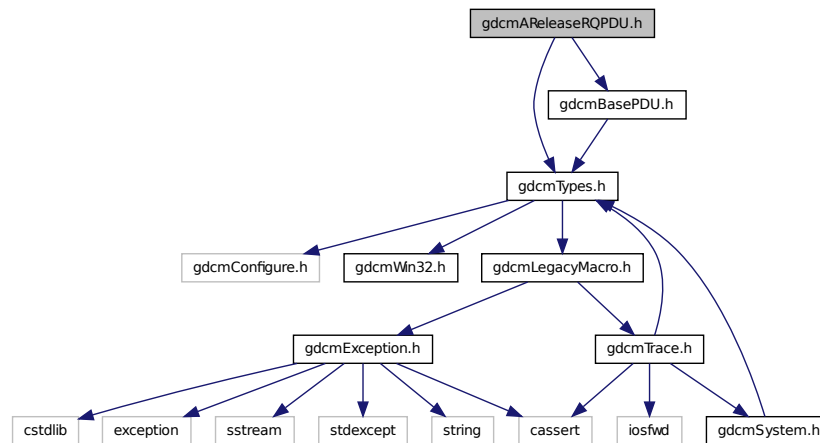 gdcmAReleaseRQPDU.h
gdcmBasePDU.h
gdcmTypes.h
gdcmConfigure.h
gdcmWin32.h
gdcmLegacyMacro.h
gdcmException.h
gdcmTrace.h
cstdlib
exception
sstream
stdexcept
string
cassert
iosfwd
gdcmSystem.h